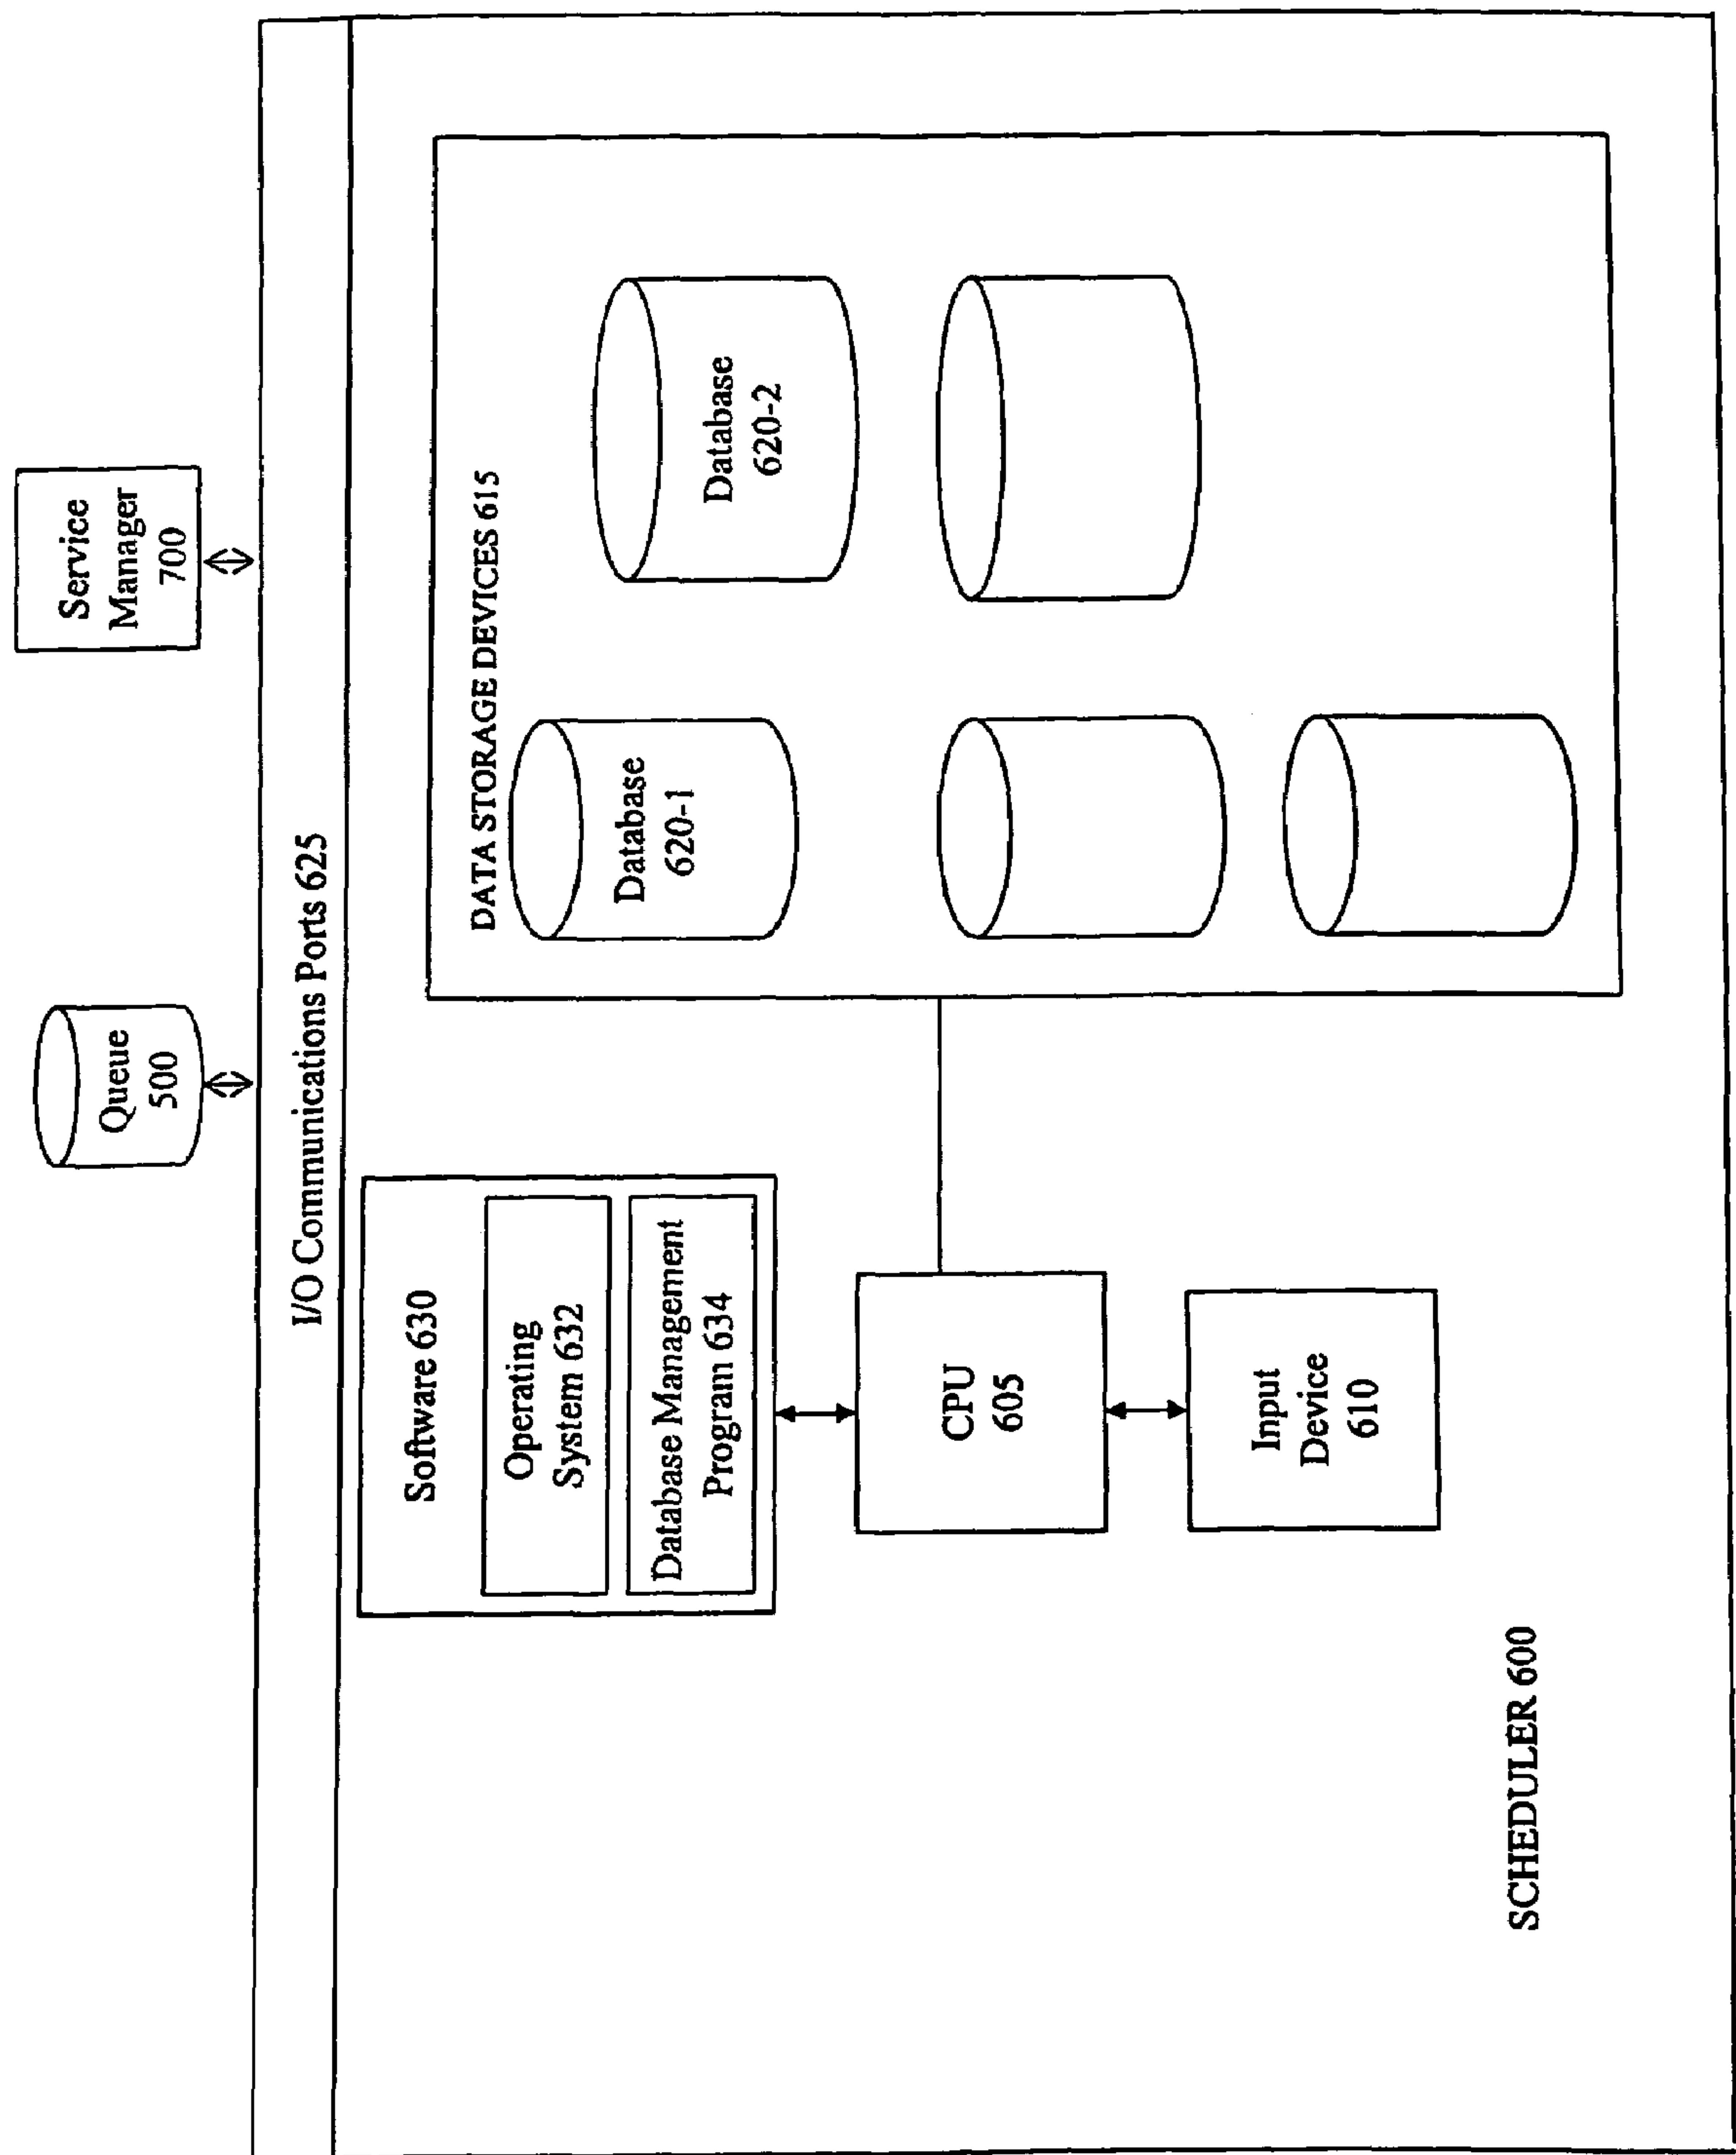 Queue
500
Service
Manager
700
I/O Communications Ports 625
Software 630
Operating
System 632
Database Management
Program 634
CPU
605
Input
Device
610
SCHEDULER 600
DATA STORAGE DEVICES 615
Database
620-1
Database
620-2